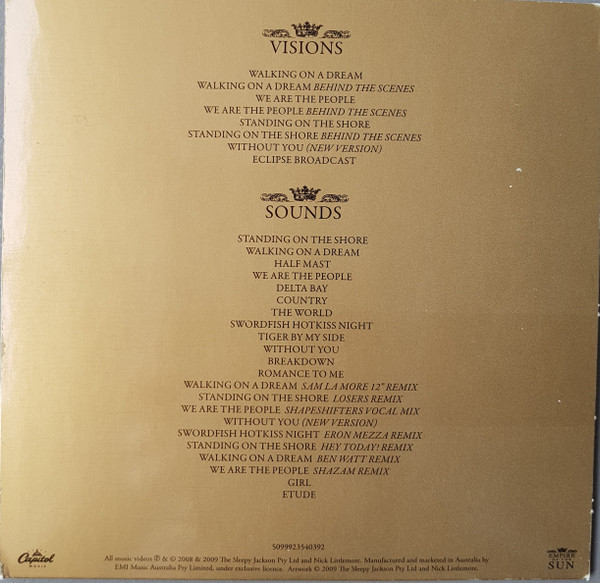 VISIONS
WALKING ON A DREAM
WALKING ON A DREAM BEHIND THE SCENES
WE ARE THE PEOPLE
WE ARE THE PEOPLE BEHIND THE SCENES
STANDING ON THE SHORE
STANDING ON THE SHORE BEHIND THE SCENES
WITHOUT YOU (NEW VERSION)
ECLIPSE BROADCAST
SOUNDS
STANDING ON THE SHORE
WALKING ON A DREAM
HALF MAST
WE ARE THE PEOPLE
DELTA BAY
COUNTRY
THE WORLD
SWORDFISH HOTKISS NIGHT
TIGER BY MY SIDE
WITHOUT YOU
BREAKDOWN
ROMANCE TO ME
WALKING ON A DREAM SAM LA MORE 12" REMIX
STANDING ON THE SHORE LOSERS REMIX
WE ARE THE PEOPLE SHAPESHIFTERS VOCAL MIX
WITHOUT YOU (NEW VERSION)
SWORDFISH HOTKISS NIGHT ERON MEZZA REMIX
STANDING ON THE SHORE HEY TODAY! REMIX
WALKING ON A DREAM BEN WATT REMIX
WE ARE THE PEOPLE SHAZAM REMIX
GIRL
ETUDE
5099923540392
All music videos ℗ & © 2008 & 2009 The Sleepy Jackson Pty Ltd and Nick Littlemore. Manufactured and marketed in Australia by
EMI Music Australia Pty Limited, under exclusive licence. Artwork © 2009 The Sleepy Jackson Pty Ltd and Nick Littlemore.
Capitol
MUSIC
EMPIRE
OF THE
SUN